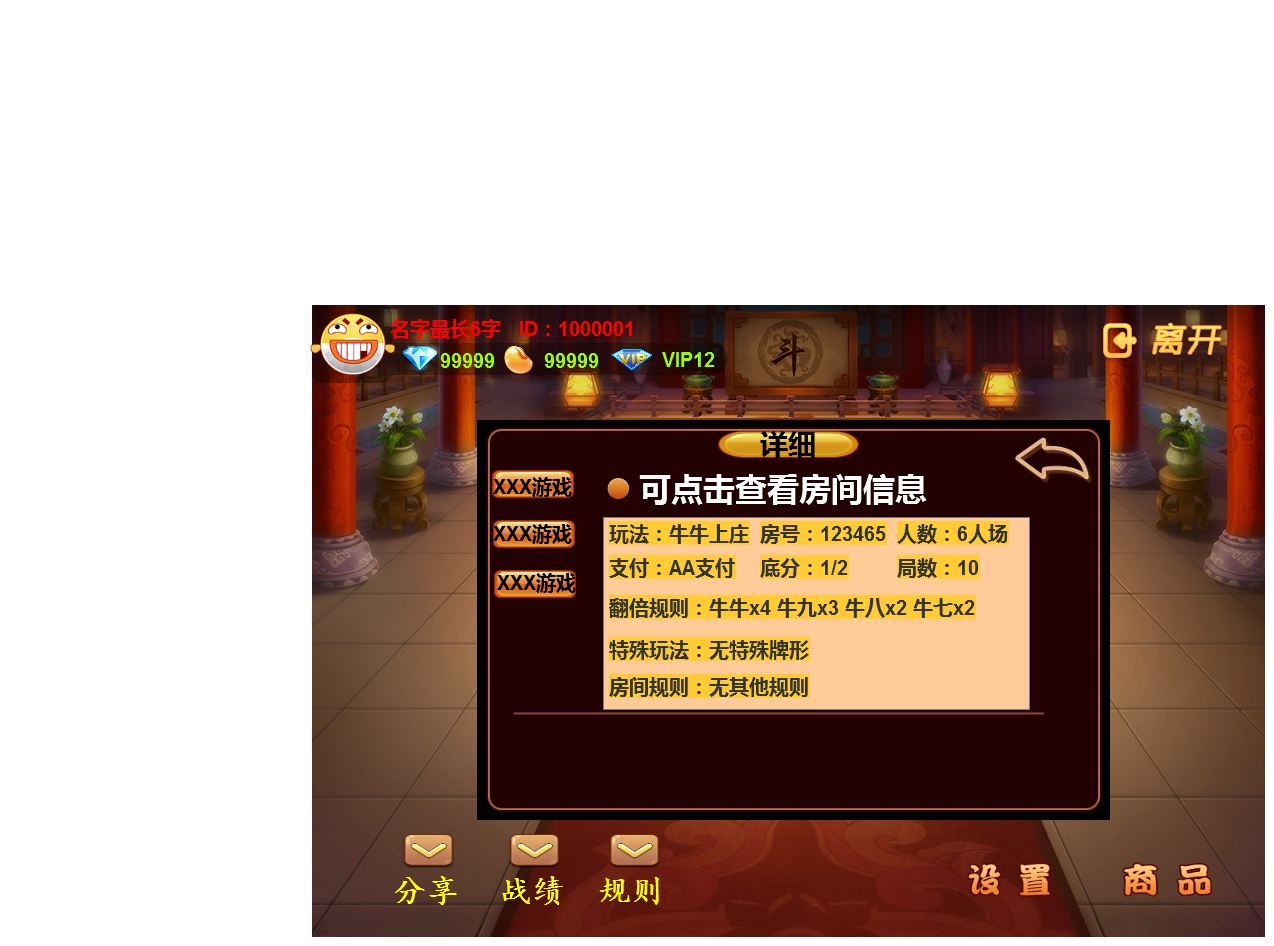 名字最长6字 ID：1000001
99999 99999 VIP VIP12
斗
离开
详细
XXX游戏
XXX游戏
XXX游戏
可点击查看房间信息
玩法：牛牛上庄 房号：123465 人数：6人场
支付：AA支付 底分：1/2 局数：10
翻倍规则：牛牛x4 牛九x3 牛八x2 牛七x2
特殊玩法：无特殊牌形
房间规则：无其他规则
分享 战绩 规则
设置 商品